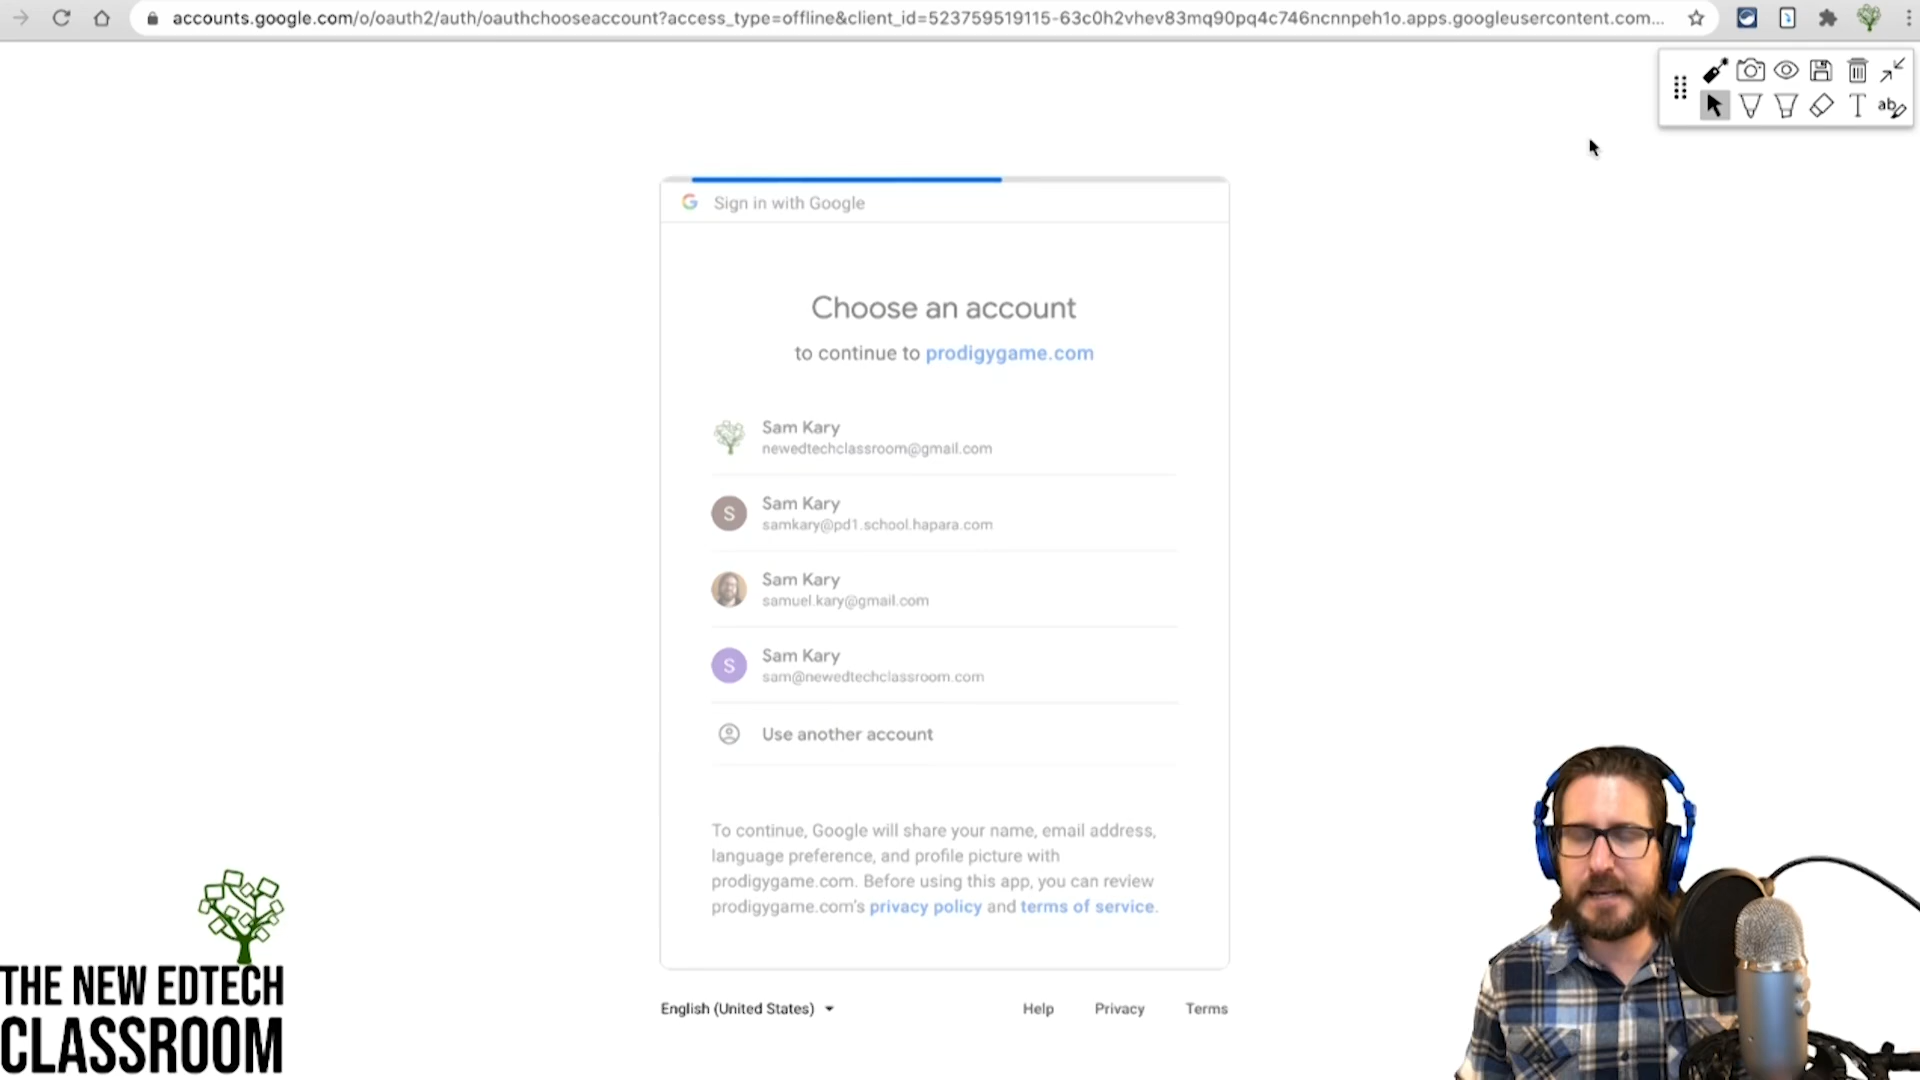 accounts.google.com/o/oauth2/auth/oauthchooseaccount?access_type=offline&client_id=523759519115-63c0h2vhev83mq90pq4c746ncnnpeh1o.apps.googleusercontent.com...
T ab
Sign in with Google
Choose an account
to continue to prodigygame.com
Sam Kary
newedtechclassroom@gmail.com
S
Sam Kary
samkary@pd1.school.hapara.com
Sam Kary
samuel.kary@gmail.com
S
Sam Kary
sam@newedtechclassroom.com
Use another account
To continue, Google will share your name, email address,
language preference, and profile picture with
prodigygame.com. Before using this app, you can review
prodigygame.com's privacy policy and terms of service.
English (United States)
Help Privacy Terms
THE NEW EDTECH
CLASSROOM